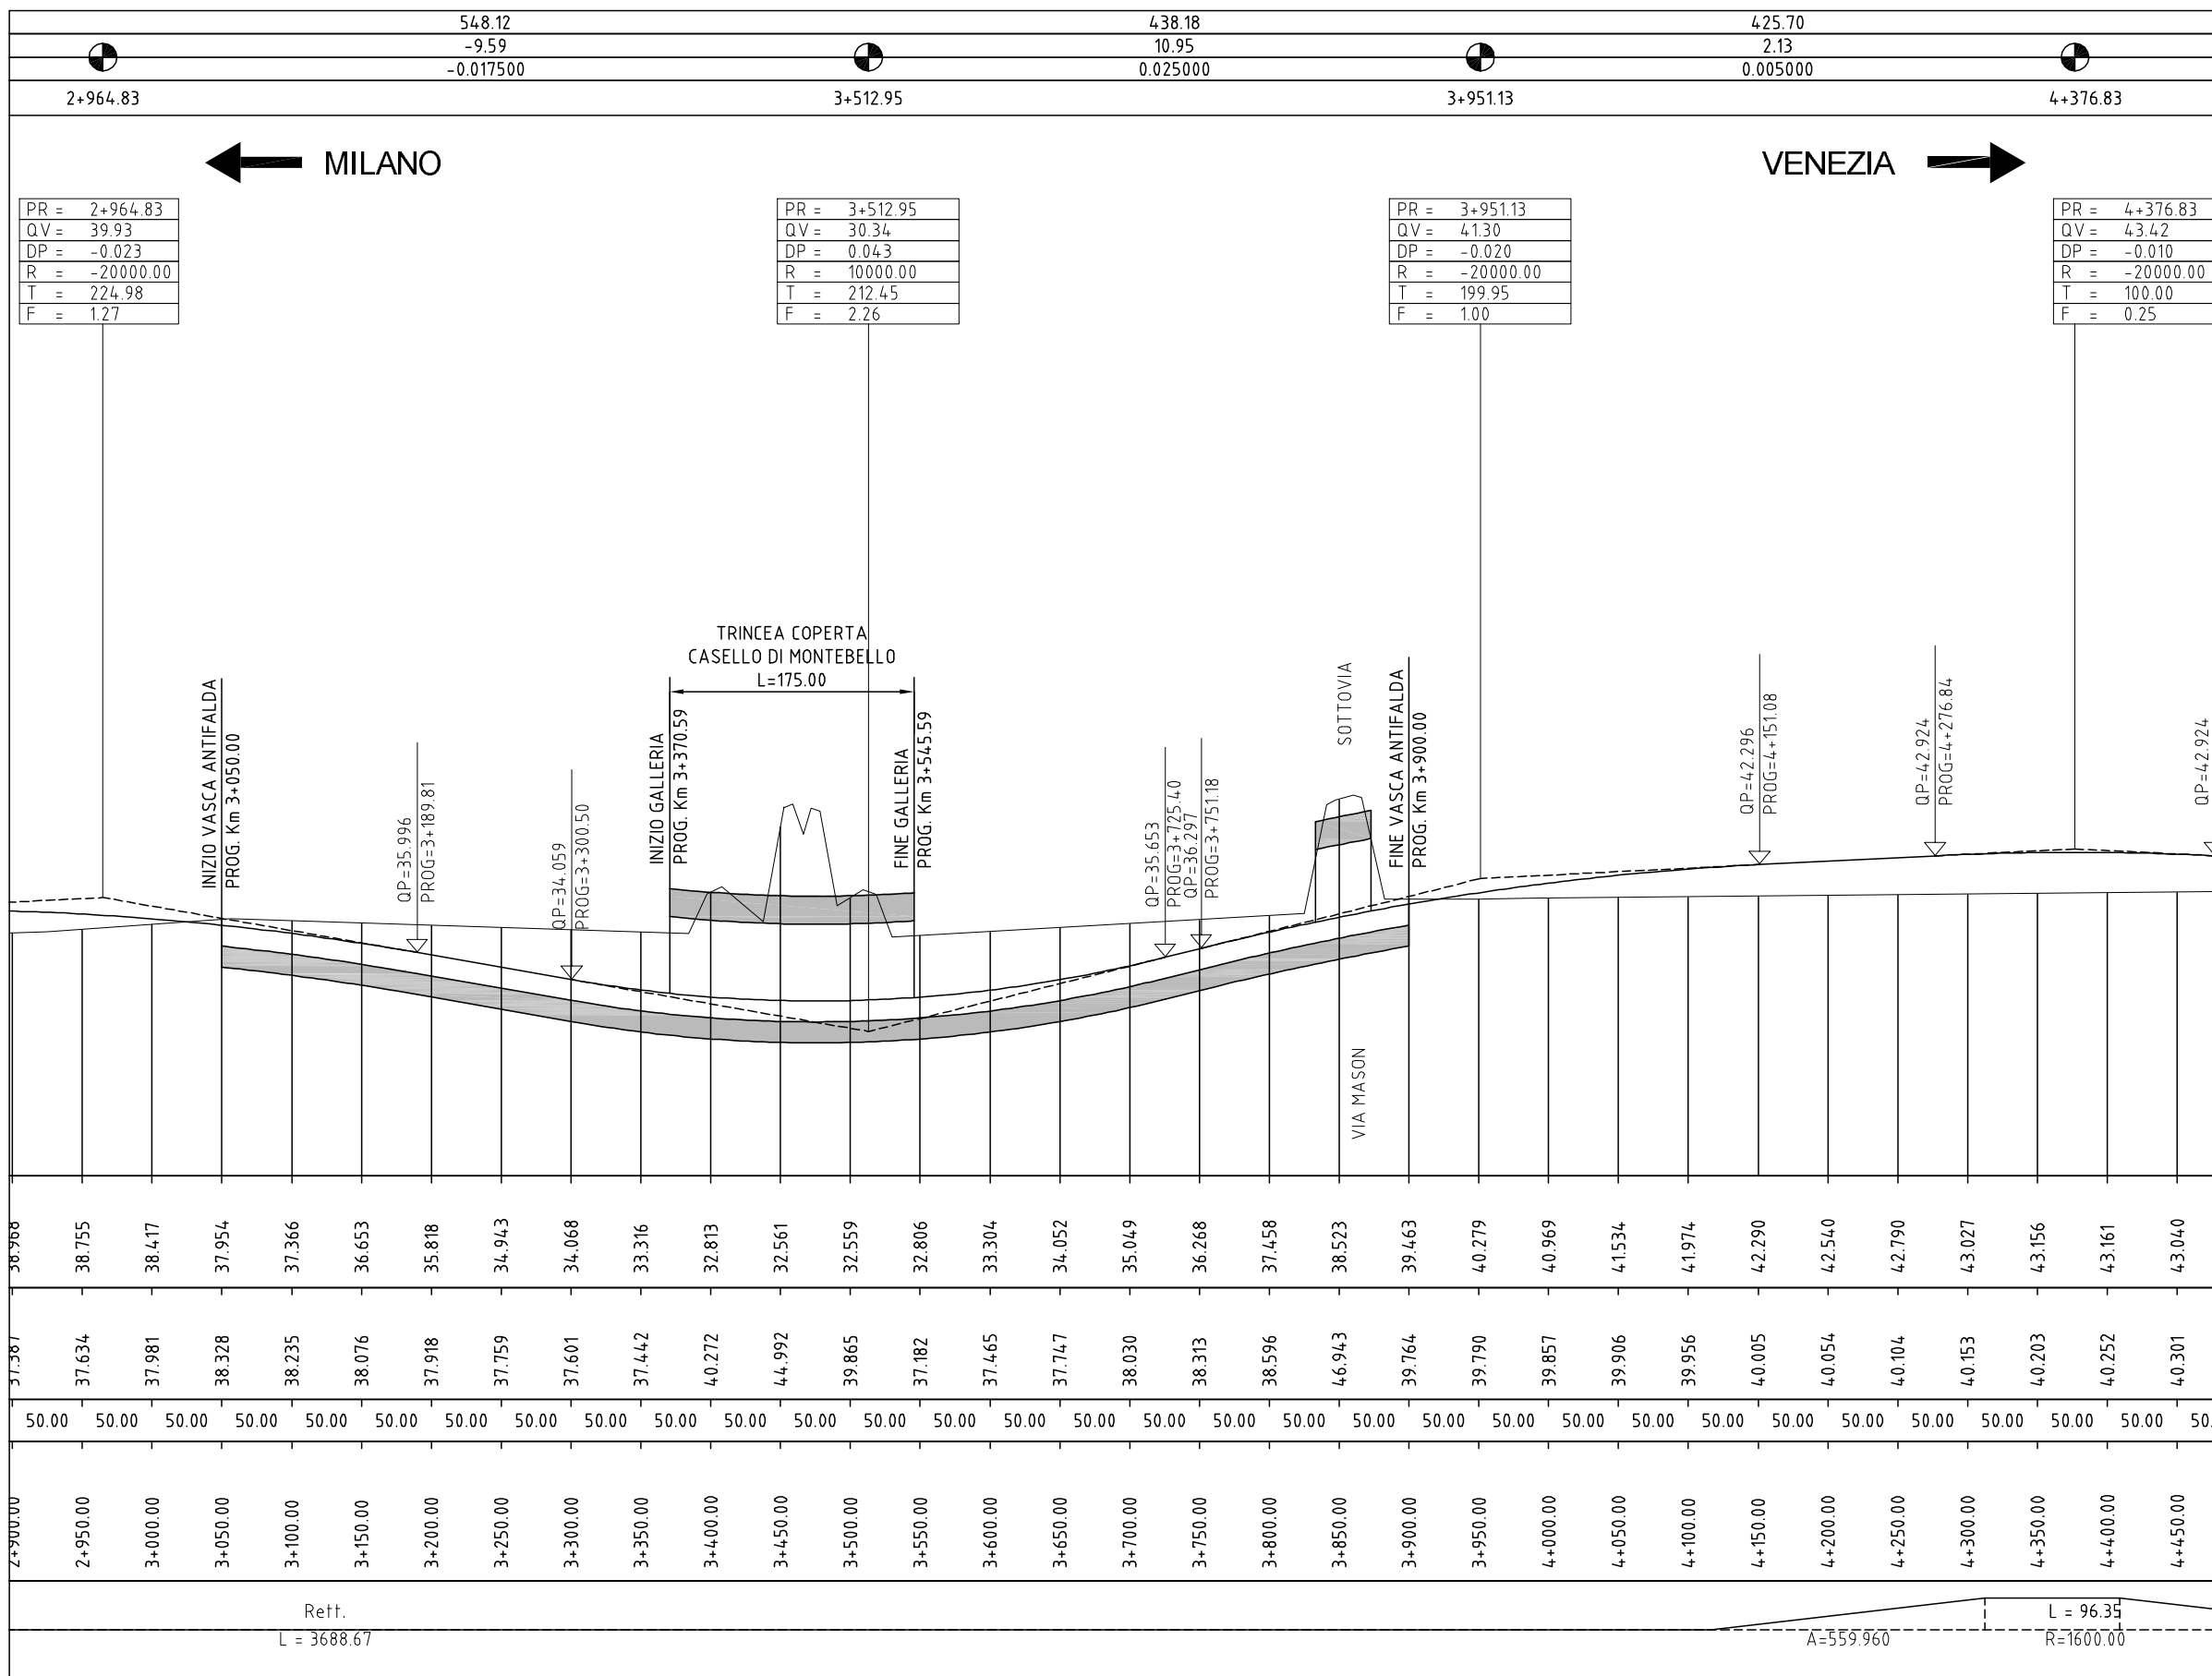 548.12 438.18 425.70
-9.59 10.95 2.13
-0.017500 0.025000 0.005000
2+964.83 3+512.95 3+951.13 4+376.83
MILANO VENEZIA
PR = 2+964.83
QV = 39.93
DP = -0.023
R = -20000.00
T = 224.98
F = 1.27
PR = 3+512.95
QV = 30.34
DP = 0.043
R = 10000.00
T = 212.45
F = 2.26
PR = 3+951.13
QV = 41.30
DP = -0.020
R = -20000.00
T = 199.95
F = 1.00
PR = 4+376.83
QV = 43.42
DP = -0.010
R = -20000.00
T = 100.00
F = 0.25
TRINCEA COPERTA
CASELLO DI MONTEBELLO
L=175.00
INIZIO VASCA ANTIFALDA
PROG. Km 3+050.00
QP=35.996
PROG=3+189.81
QP=34.059
PROG=3+300.50
INIZIO GALLERIA
PROG. Km 3+370.59
FINE GALLERIA
PROG. Km 3+545.59
QP=35.653
PROG=3+725.40
QP=36.297
PROG=3+751.18
SOTTOVIA
VIA MASON
FINE VASCA ANTIFALDA
PROG. Km 3+900.00
QP=42.296
PROG=4+151.08
QP=42.924
PROG=4+276.84
QP=42.924
38.968 38.755 38.417 37.954 37.366 36.653 35.818 34.943 34.068 33.316 32.813 32.561 32.559 32.806 33.304 34.052 35.049 36.268 37.458 38.523 39.463 40.279 40.969 41.534 41.974 42.290 42.540 42.790 43.027 43.156 43.161 43.040
37.387 37.634 37.981 38.328 38.235 38.076 37.918 37.759 37.601 37.442 40.272 44.992 39.865 37.182 37.465 37.747 38.030 38.313 38.596 46.943 39.764 39.790 39.857 39.906 39.956 40.005 40.054 40.104 40.153 40.203 40.252 40.301
50.00 50.00 50.00 50.00 50.00 50.00 50.00 50.00 50.00 50.00 50.00 50.00 50.00 50.00 50.00 50.00 50.00 50.00 50.00 50.00 50.00 50.00 50.00 50.00 50.00 50.00 50.00 50.00 50.00 50.00 50.00 50.
2+900.00 2+950.00 3+000.00 3+050.00 3+100.00 3+150.00 3+200.00 3+250.00 3+300.00 3+350.00 3+400.00 3+450.00 3+500.00 3+550.00 3+600.00 3+650.00 3+700.00 3+750.00 3+800.00 3+850.00 3+900.00 3+950.00 4+000.00 4+050.00 4+100.00 4+150.00 4+200.00 4+250.00 4+300.00 4+350.00 4+400.00 4+450.00
Rett. L = 96.35
L = 3688.67 A=559.960 R=1600.00